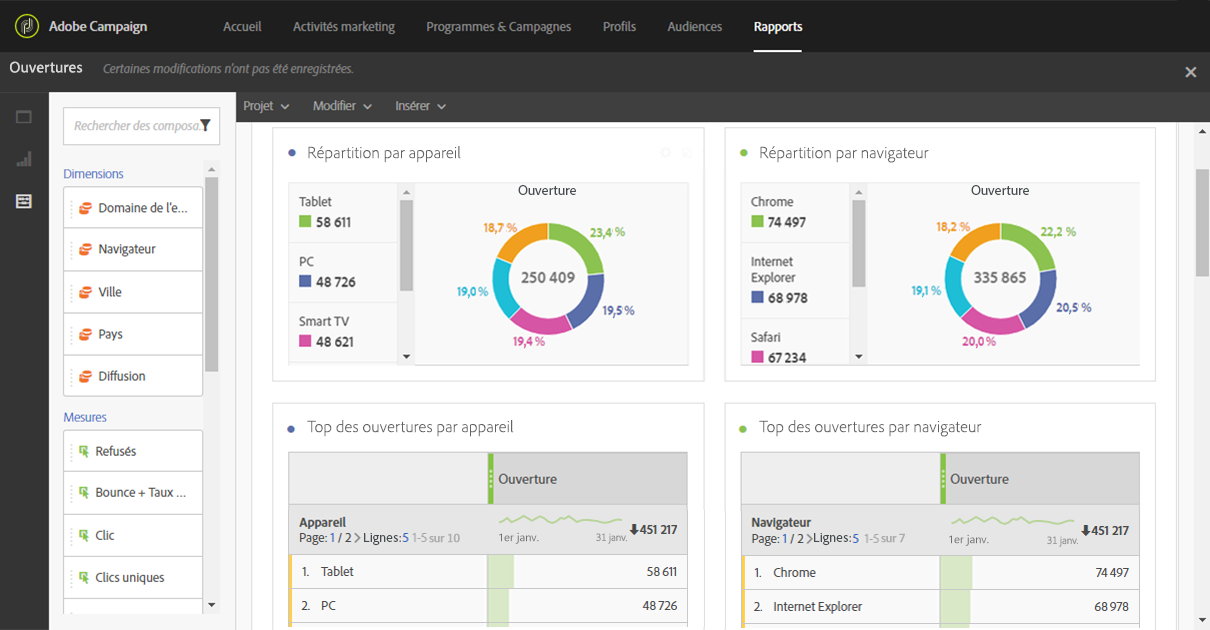 Adobe Campaign
Accueil
Activités marketing
Programmes & Campagnes
Profils
Audiences
Rapports
Ouvertures
Certaines modifications n'ont pas été enregistrées.
Projet
Modifier
Insérer
Rechercher des composa.
Dimensions
Domaine de l'e...
Navigateur
Ville
Pays
Diffusion
Mesures
Refusés
Bounce + Taux ...
Clic
Clics uniques
Répartition par appareil
Tablet
58 611
PC
48 726
Smart TV
48 621
Ouverture
18,7 %
23,4 %
250 409
19,0 %
19,5 %
19,4 %
Répartition par navigateur
Chrome
74 497
Internet
Explorer
68 978
Safari
67 234
Ouverture
18,2 %
22,2 %
335 865
19,1 %
20,5 %
20,0 %
Top des ouvertures par appareil
Ouverture
Appareil
Page: 1 / 2 > Lignes:5 1-5 sur 10
1er janv.
31 janv.
451 217
1. Tablet 58 611
2. PC 48 726
Top des ouvertures par navigateur
Ouverture
Navigateur
Page: 1 / 2 >Lignes:5 1-5 sur 7
1er janv.
31 janv.
451 217
1. Chrome 74 497
2. Internet Explorer 68 978